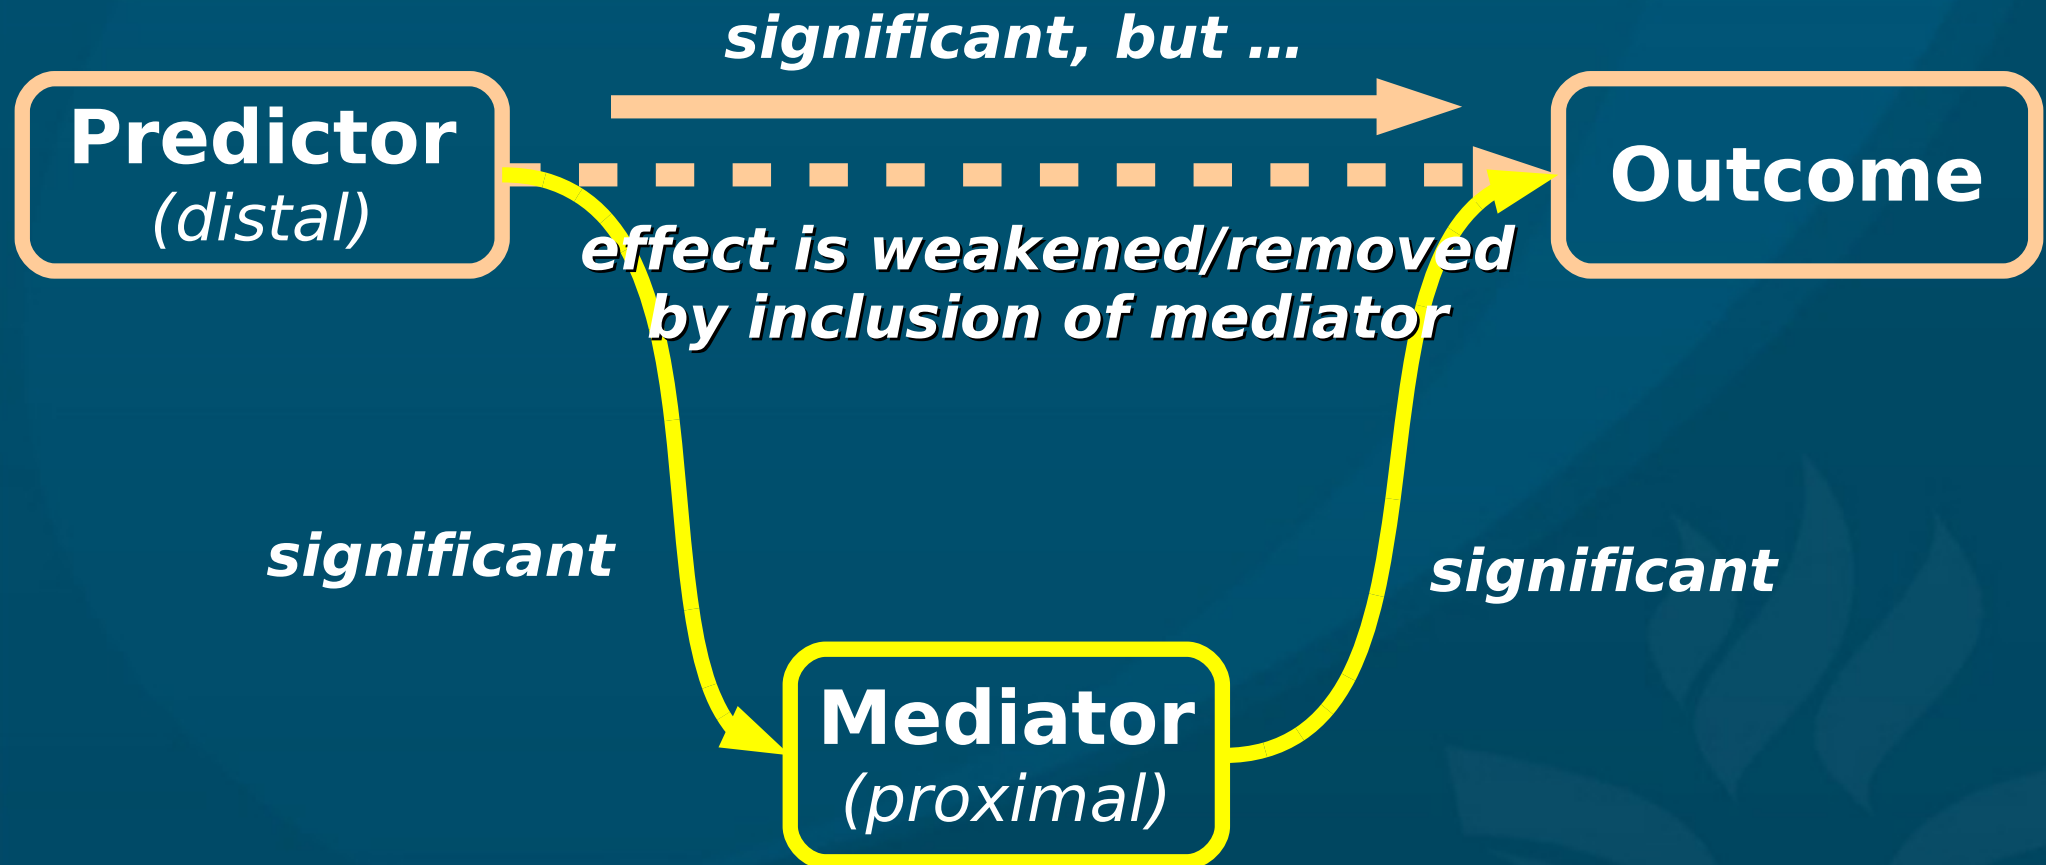 significant, but ...
Predictor
(distal)
Outcome
effect is weakened/removed
by inclusion of mediator
significant
significant
Mediator
(proximal)